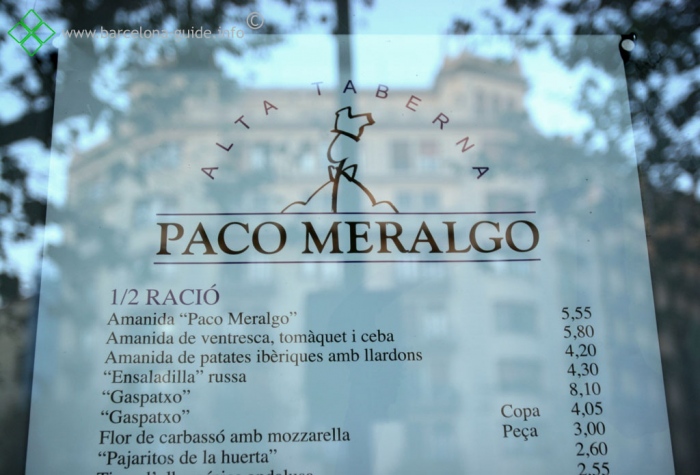 www.barcelona-guide.info ©
ALTA TABERNA
PACO MERALGO
1/2 RACIÓ
Amanida “Paco Meralgo” 5,55
Amanida de ventresca, tomàquet i ceba 5,80
Amanida de patates ibèriques amb llardons 4,20
“Ensaladilla” russa 4,30
“Gaspatxo” 8,10
“Gaspatxo” Copa 4,05
Flor de carbassó amb mozzarella Peça 3,00
“Pajaritos de la huerta” 2,60
2,55